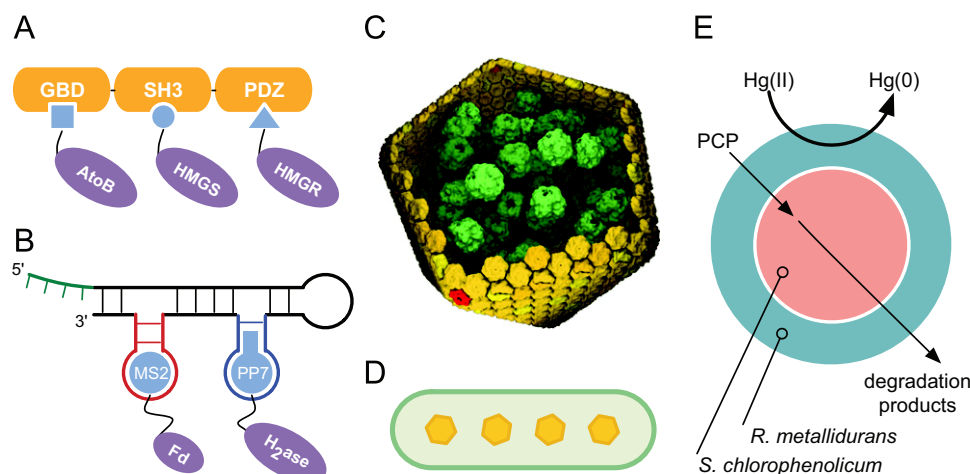 A
GBD SH3 PDZ
AtoB HMGS HMGR
B
5'
3'
MS2 PP7
Fd H2ase
C
D
E
Hg(II) Hg(0)
PCP
degradation
products
R. metallidurans
S. chlorophenolicum